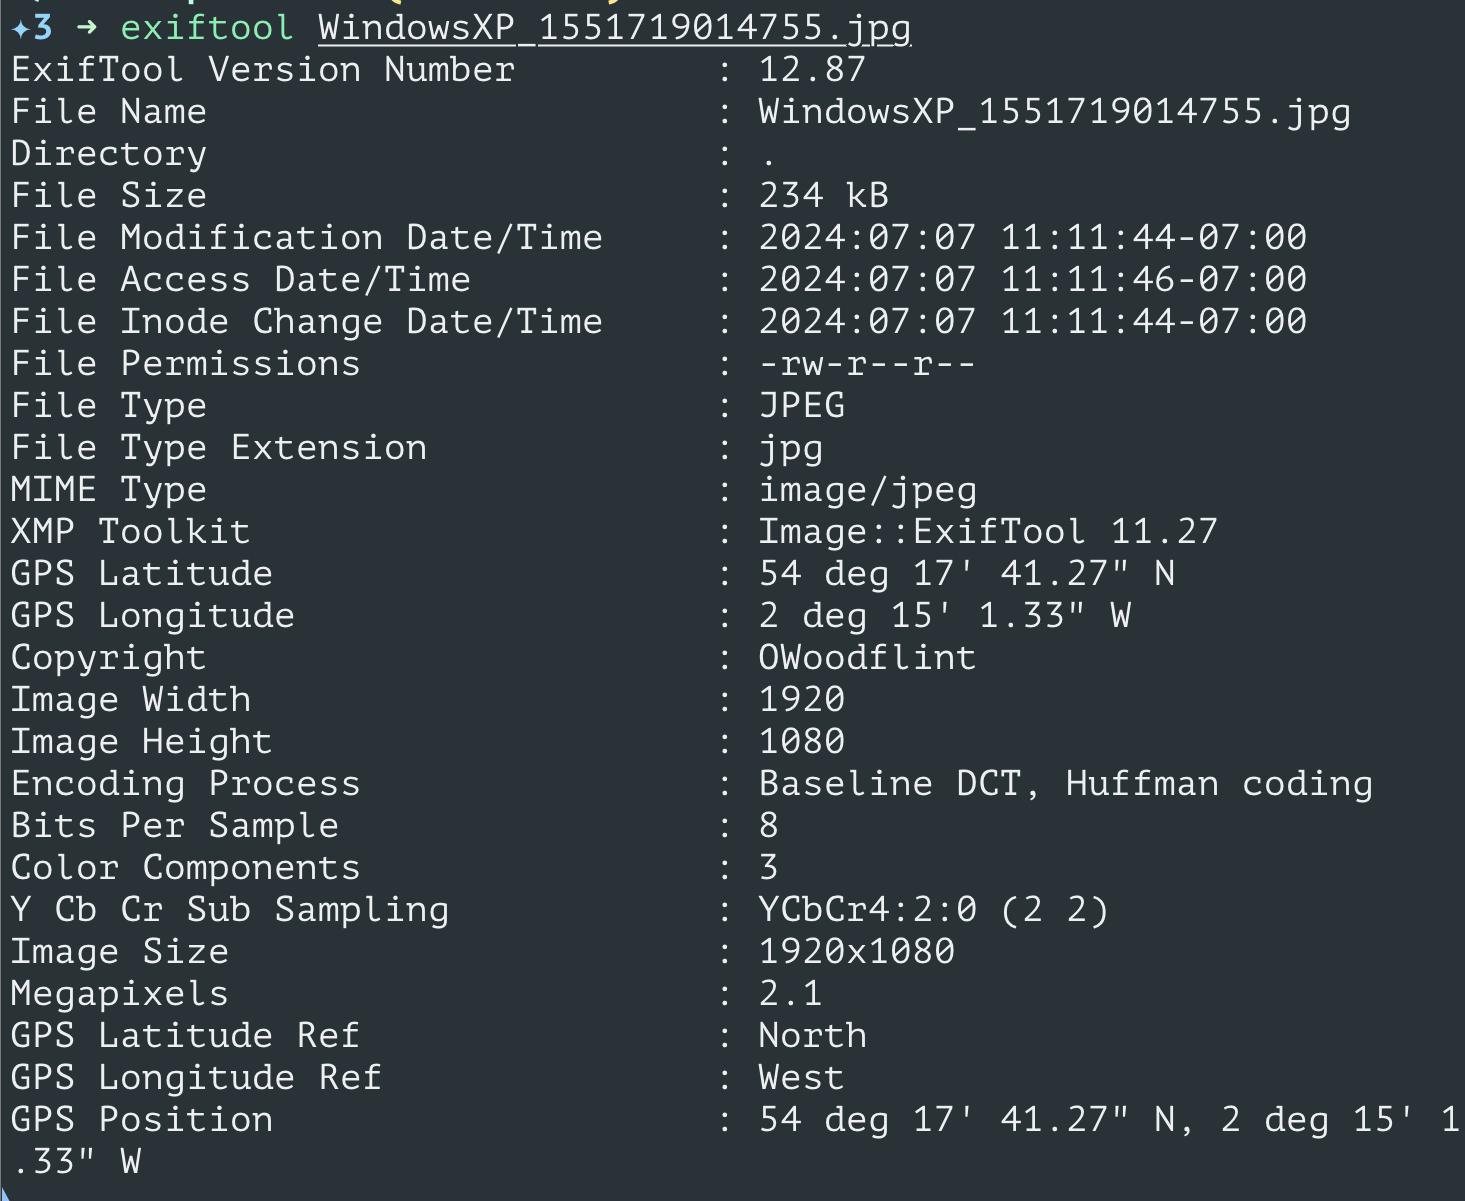 ✦3 ➜ exiftool WindowsXP_1551719014755.jpg
ExifTool Version Number         : 12.87
File Name                       : WindowsXP_1551719014755.jpg
Directory                       : .
File Size                       : 234 kB
File Modification Date/Time     : 2024:07:07 11:11:44-07:00
File Access Date/Time           : 2024:07:07 11:11:46-07:00
File Inode Change Date/Time     : 2024:07:07 11:11:44-07:00
File Permissions                : -rw-r--r--
File Type                       : JPEG
File Type Extension             : jpg
MIME Type                       : image/jpeg
XMP Toolkit                     : Image::ExifTool 11.27
GPS Latitude                    : 54 deg 17' 41.27" N
GPS Longitude                   : 2 deg 15' 1.33" W
Copyright                       : OWoodflint
Image Width                     : 1920
Image Height                    : 1080
Encoding Process                : Baseline DCT, Huffman coding
Bits Per Sample                 : 8
Color Components                : 3
Y Cb Cr Sub Sampling            : YCbCr4:2:0 (2 2)
Image Size                      : 1920x1080
Megapixels                      : 2.1
GPS Latitude Ref                : North
GPS Longitude Ref               : West
GPS Position                    : 54 deg 17' 41.27" N, 2 deg 15' 1
.33" W